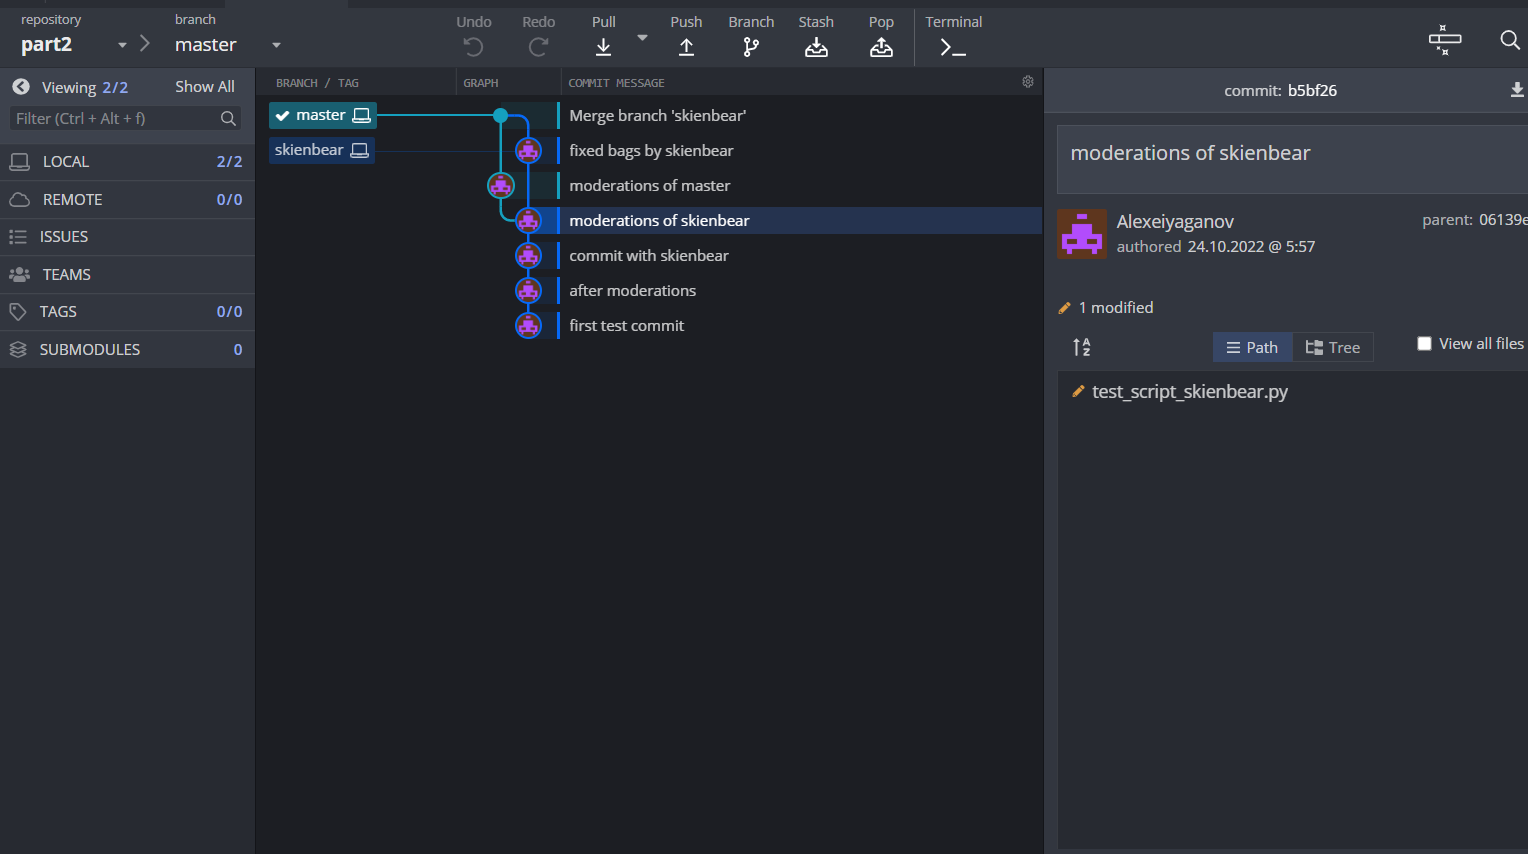 repository
part2
branch
master
Undo
Redo
Pull
Push
Branch
Stash
Pop
Terminal
Viewing 2/2
Show All
Filter (Ctrl + Alt + f)
LOCAL 2/2
REMOTE 0/0
ISSUES
TEAMS
TAGS 0/0
SUBMODULES 0
BRANCH / TAG
GRAPH
COMMIT MESSAGE
master
Merge branch 'skienbear'
skienbear
fixed bags by skienbear
moderations of master
moderations of skienbear
commit with skienbear
after moderations
first test commit
commit: b5bf26
moderations of skienbear
Alexeiyaganov
authored 24.10.2022 @ 5:57
parent: 06139e
1 modified
A
Z
Path
Tree
View all files
test_script_skienbear.py